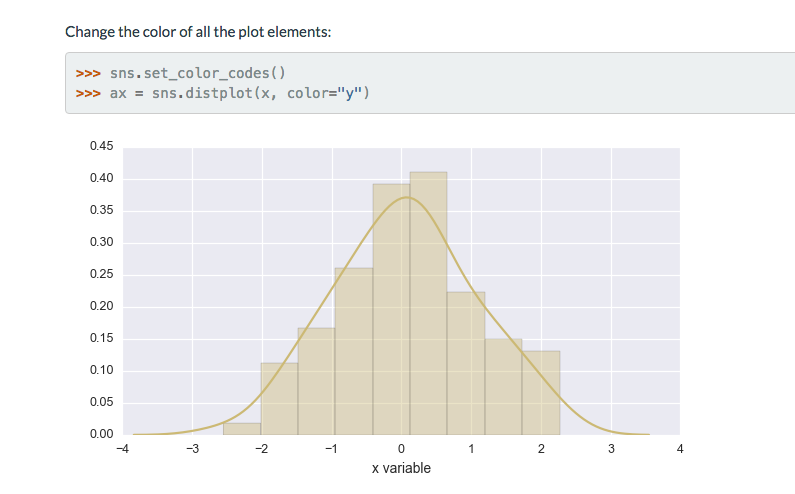 Change the color of all the plot elements:
>>> sns.set_color_codes()
>>> ax = sns.distplot(x, color="y")
0.45
0.40
0.35
0.30
0.25
0.20
0.15
0.10
0.05
0.00
−4 −3 −2 −1 0 1 2 3 4
x variable